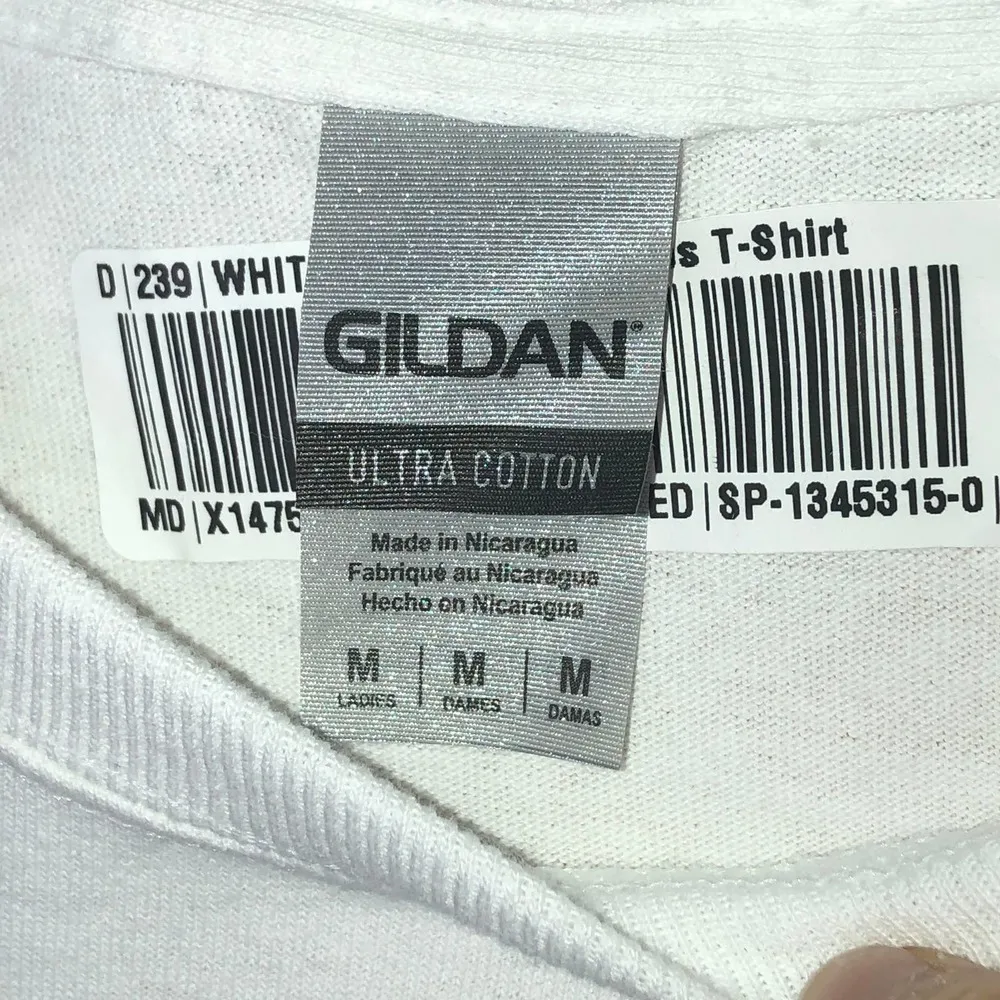 D|239|WHIT
s T-Shirt
GILDAN®
ULTRA COTTON
MD|X1475
ED|SP-1345315-0|
Made in Nicaragua
Fabriqué au Nicaragua
Hecho en Nicaragua
M | M | M
LADIES DAMES DAMAS